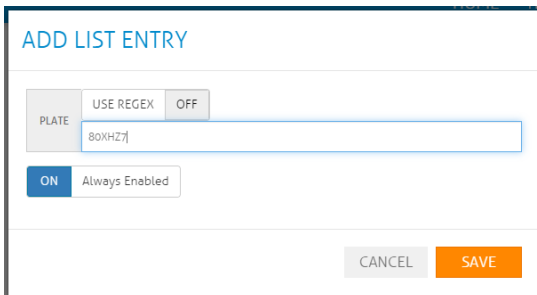 ADD LIST ENTRY
PLATE
USE REGEX OFF
80XHZ7
ON Always Enabled
CANCEL SAVE